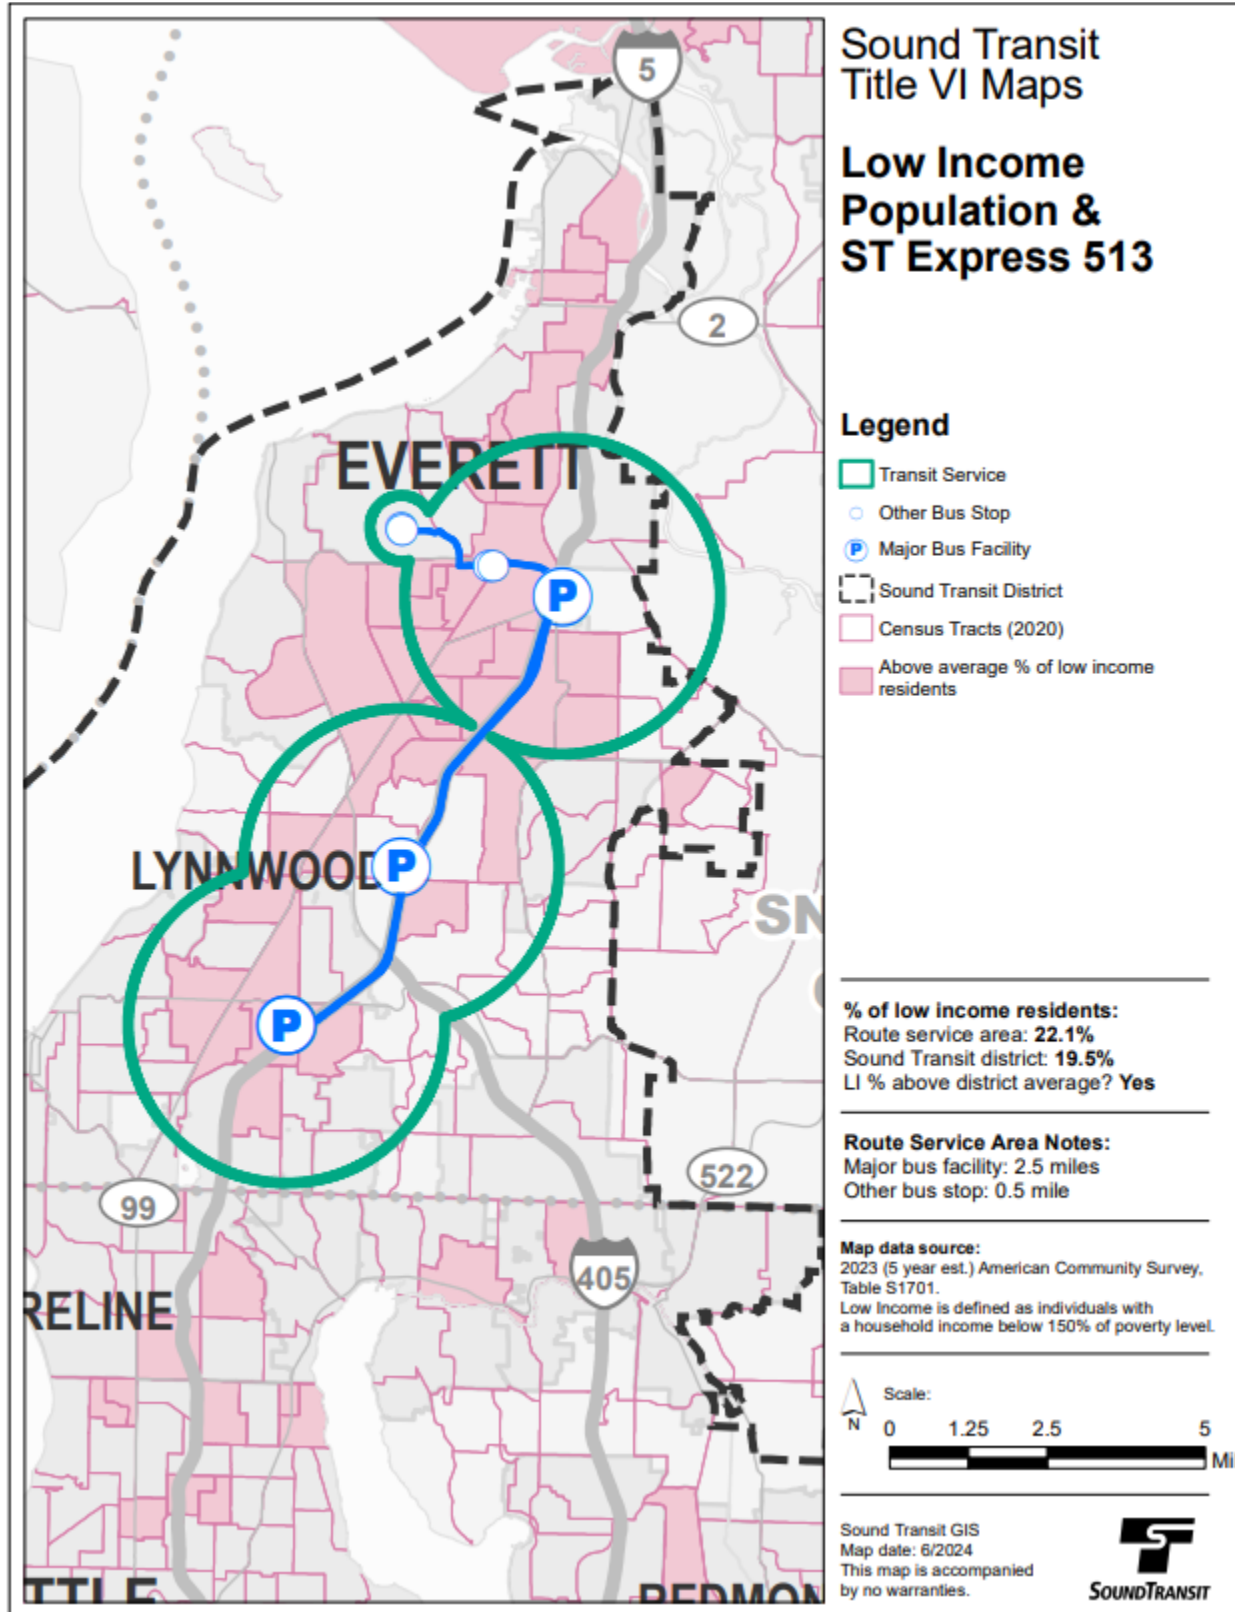 Sound Transit
Title VI Maps
Low Income
Population &
ST Express 513
Legend
Transit Service
Other Bus Stop
P Major Bus Facility
Sound Transit District
Census Tracts (2020)
Above average % of low income
residents
% of low income residents:
Route service area: 22.1%
Sound Transit district: 19.5%
LI % above district average? Yes
Route Service Area Notes:
Major bus facility: 2.5 miles
Other bus stop: 0.5 mile
Map data source:
2023 (5 year est.) American Community Survey,
Table S1701.
Low Income is defined as individuals with
a household income below 150% of poverty level.
N
Scale:
0 1.25 2.5 5
Mi
Sound Transit GIS
Map date: 6/2024
This map is accompanied
by no warranties.
SOUNDTRANSIT
5
2
EVERETT
P
LYNNWOOD
P
SN
P
522
99
405
RELINE
TTLE
REDMON